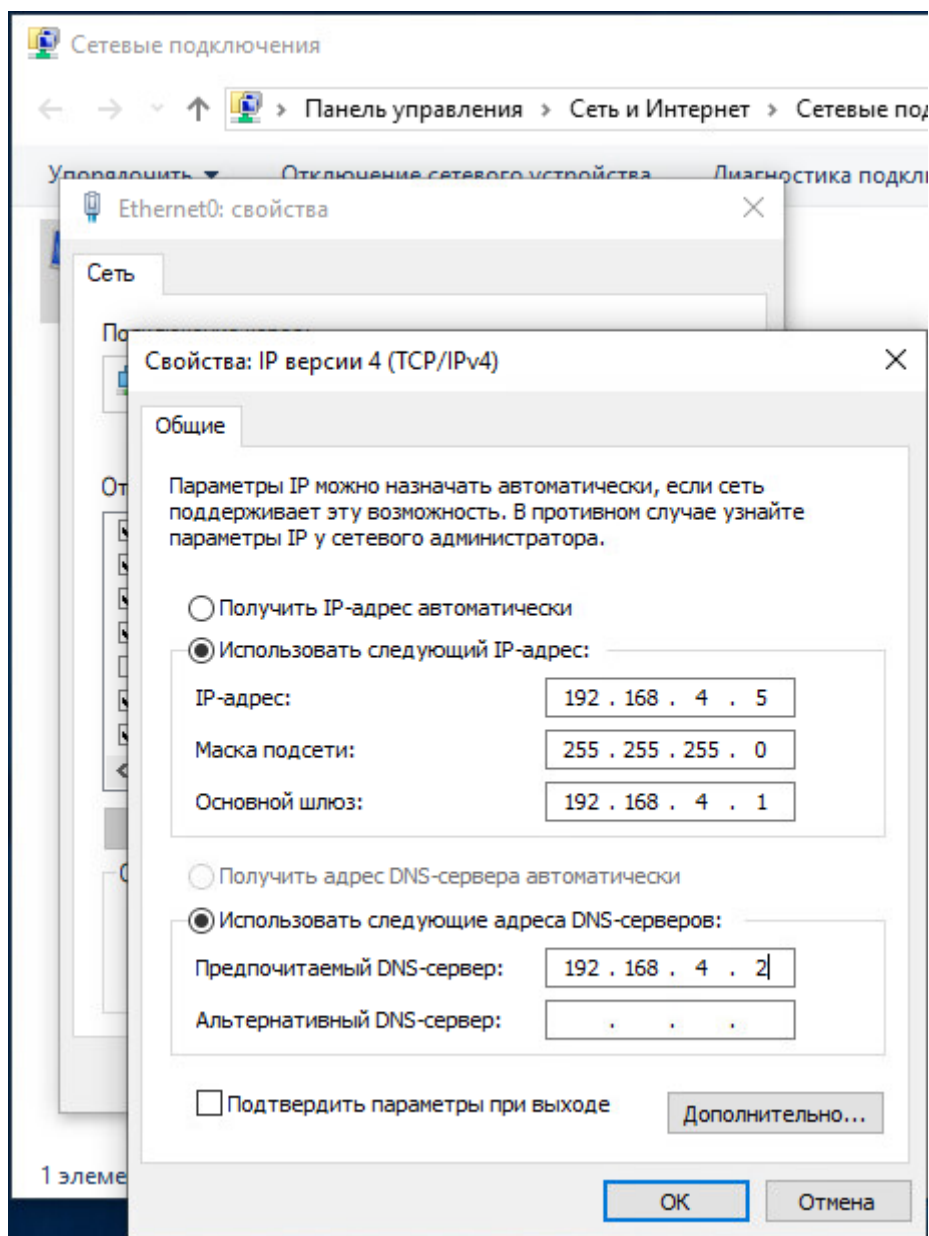 Сетевые подключения
Панель управления > Сеть и Интернет > Сетевые под
Упорядочить Отключение сетевого устройства Диагностика подкл
Ethernet0: свойства
Сеть
Свойства: IP версии 4 (TCP/IPv4)
Общие
Параметры IP можно назначать автоматически, если сеть
поддерживает эту возможность. В противном случае узнайте
параметры IP у сетевого администратора.
Получить IP-адрес автоматически
Использовать следующий IP-адрес:
IP-адрес: 192 . 168 . 4 . 5
Маска подсети: 255 . 255 . 255 . 0
Основной шлюз: 192 . 168 . 4 . 1
Получить адрес DNS-сервера автоматически
Использовать следующие адреса DNS-серверов:
Предпочитаемый DNS-сервер: 192 . 168 . 4 . 2
Альтернативный DNS-сервер: . . .
Подтвердить параметры при выходе
Дополнительно...
1 элеме
ОК Отмена